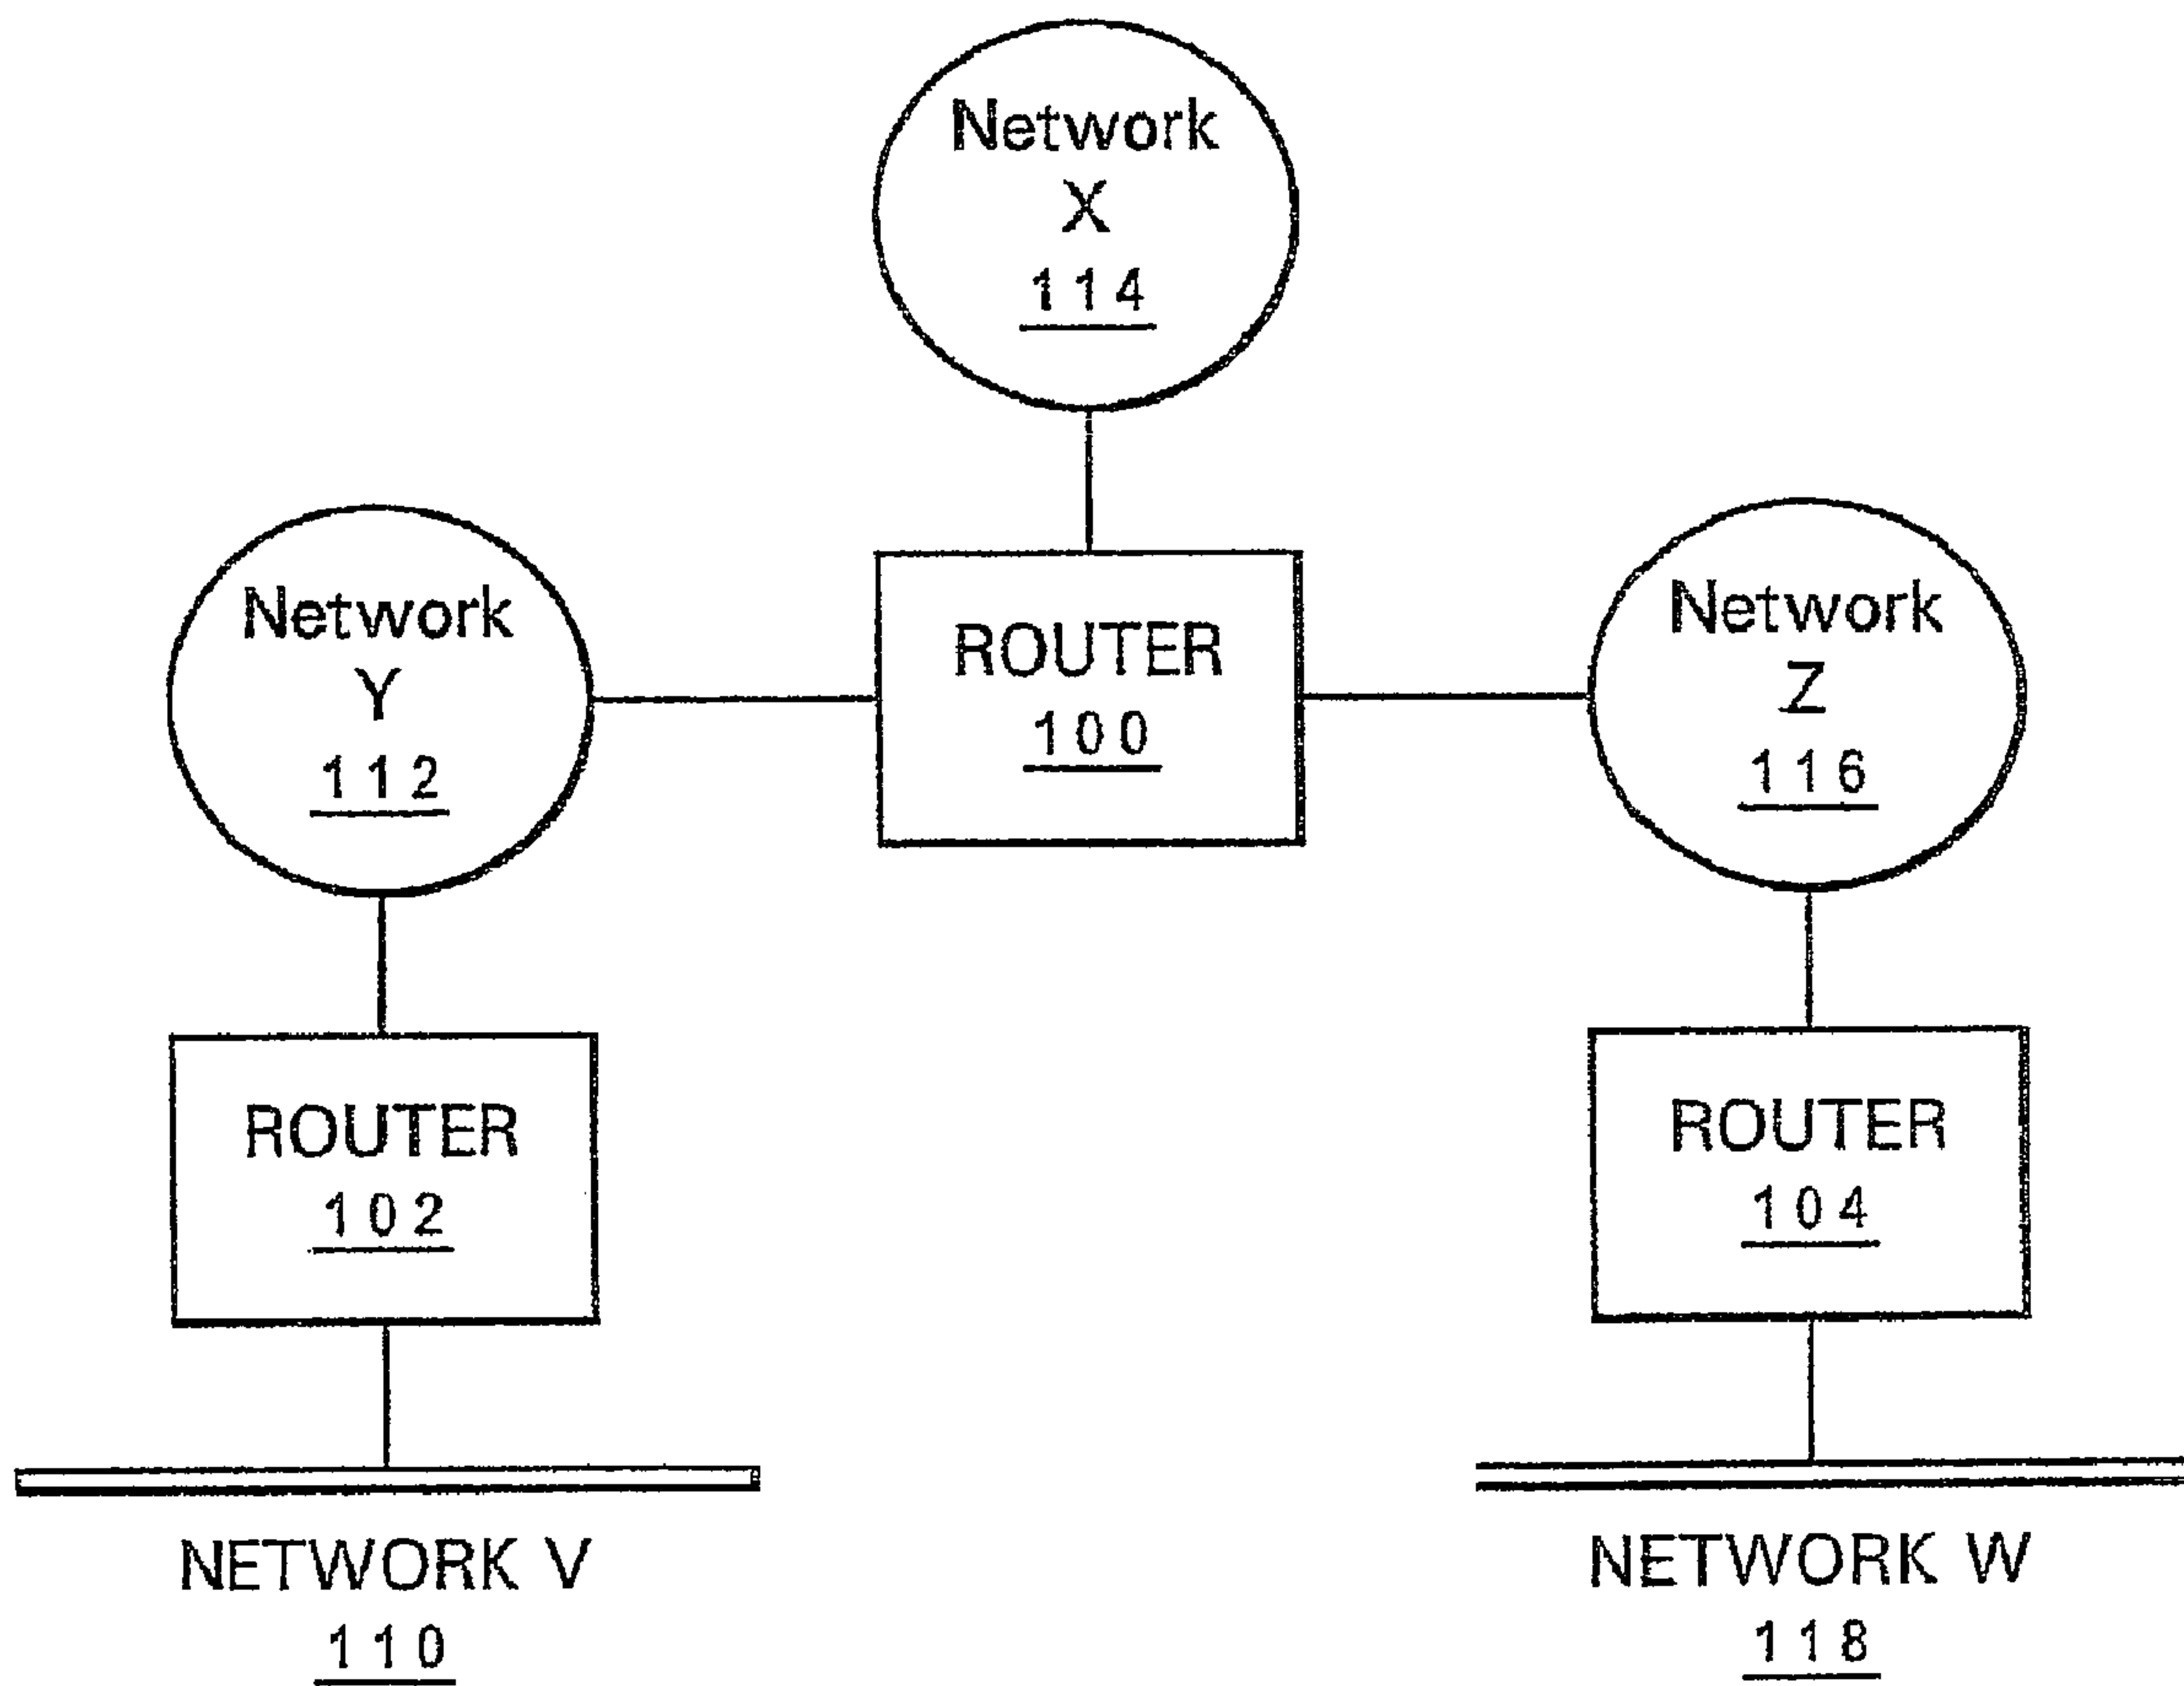 Network
X
114
Network
Y
112
ROUTER
100
Network
Z
116
ROUTER
102
ROUTER
104
NETWORK V
110
NETWORK W
118